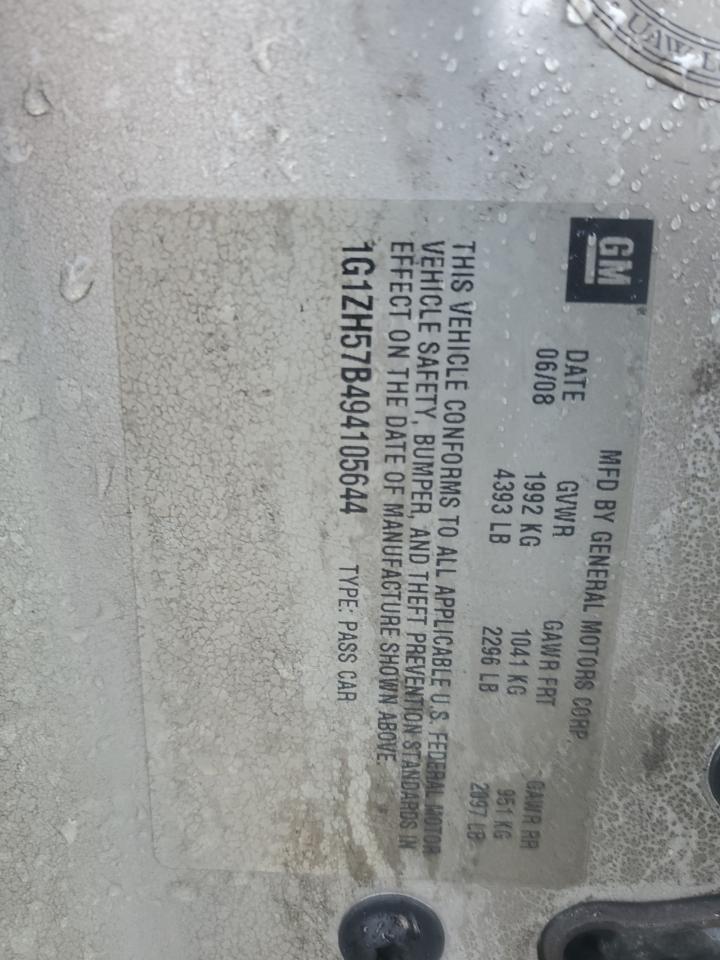 UAW L
GM
MFD BY GENERAL MOTORS CORP
DATE GVWR GAWR FRT GAWR RR
06/08 1992 KG 1041 KG 951 KG
4393 LB 2296 LB 2097 LB
THIS VEHICLE CONFORMS TO ALL APPLICABLE U.S. FEDERAL MOTOR
VEHICLE SAFETY, BUMPER, AND THEFT PREVENTION STANDARDS IN
EFFECT ON THE DATE OF MANUFACTURE SHOWN ABOVE.
1G1ZH57B494105644 TYPE: PASS CAR